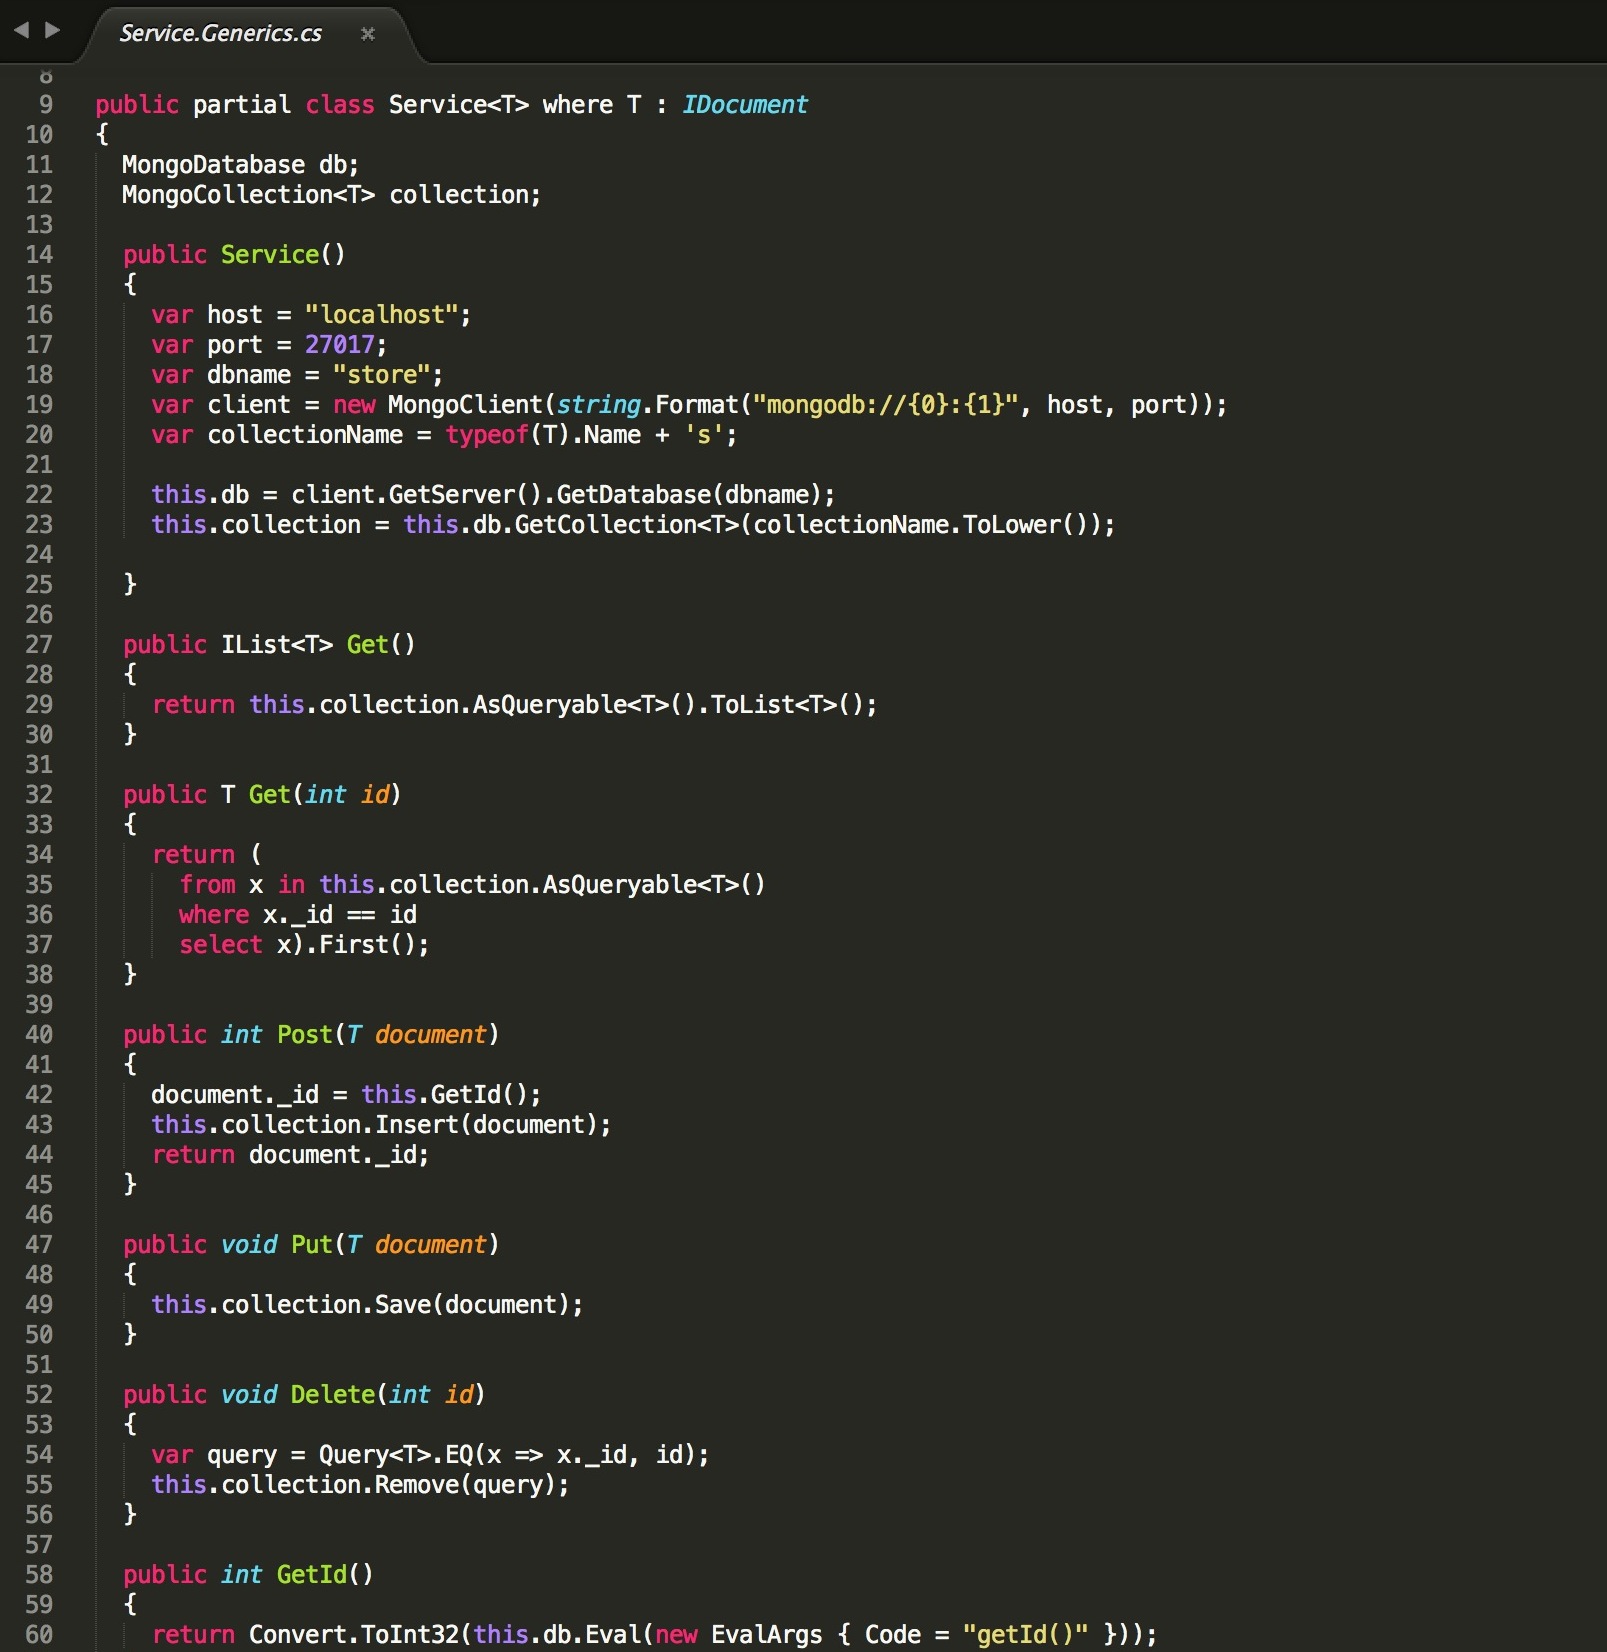 Service.Generics.cs ×
8
9 public partial class Service<T> where T : IDocument
10 {
11   MongoDatabase db;
12   MongoCollection<T> collection;
13
14   public Service()
15   {
16     var host = "localhost";
17     var port = 27017;
18     var dbname = "store";
19     var client = new MongoClient(string.Format("mongodb://{0}:{1}", host, port));
20     var collectionName = typeof(T).Name + 's';
21
22     this.db = client.GetServer().GetDatabase(dbname);
23     this.collection = this.db.GetCollection<T>(collectionName.ToLower());
24
25   }
26
27   public IList<T> Get()
28   {
29     return this.collection.AsQueryable<T>().ToList<T>();
30   }
31
32   public T Get(int id)
33   {
34     return (
35       from x in this.collection.AsQueryable<T>()
36       where x._id == id
37       select x).First();
38   }
39
40   public int Post(T document)
41   {
42     document._id = this.GetId();
43     this.collection.Insert(document);
44     return document._id;
45   }
46
47   public void Put(T document)
48   {
49     this.collection.Save(document);
50   }
51
52   public void Delete(int id)
53   {
54     var query = Query<T>.EQ(x => x._id, id);
55     this.collection.Remove(query);
56   }
57
58   public int GetId()
59   {
60     return Convert.ToInt32(this.db.Eval(new EvalArgs { Code = "getId()" }));